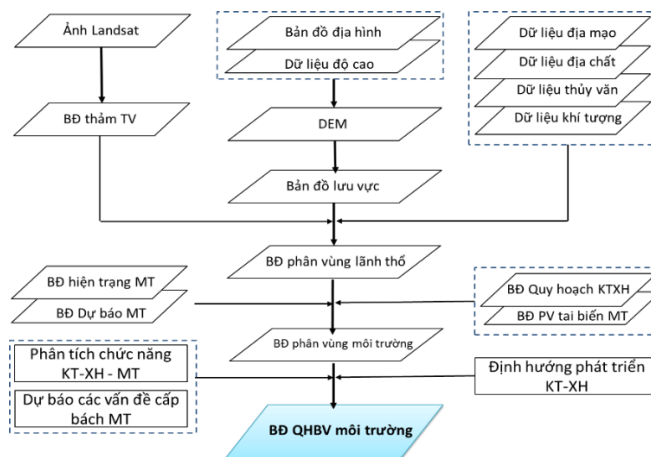 Ảnh Landsat
Bản đồ địa hình
Dữ liệu độ cao
Dữ liệu địa mạo
Dữ liệu địa chất
Dữ liệu thủy văn
Dữ liệu khí tượng
BĐ thảm TV
DEM
Bản đồ lưu vực
BĐ phân vùng lãnh thổ
BĐ hiện trạng MT
BĐ Dự báo MT
BĐ Quy hoạch KTXH
BĐ PV tai biến MT
BĐ phân vùng môi trường
Phân tích chức năng
KT-XH - MT
Dự báo các vấn đề cấp
bách MT
Định hướng phát triển
KT-XH
BĐ QHBV môi trường